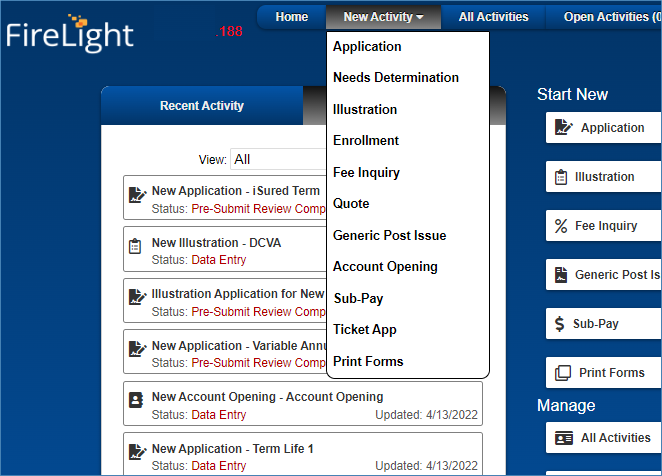 FireLight
.188
Home
New Activity
All Activities
Open Activities (0
Application
Needs Determination
Illustration
Enrollment
Fee Inquiry
Quote
Generic Post Issue
Account Opening
Sub-Pay
Ticket App
Print Forms
Recent Activity
View: All
New Application - iSured Term
Status: Pre-Submit Review Comp
New Illustration - DCVA
Status: Data Entry
Illustration Application for New
Status: Pre-Submit Review Comp
New Application - Variable Annu
Status: Pre-Submit Review Comp
New Account Opening - Account Opening
Status: Data Entry Updated: 4/13/2022
New Application - Term Life 1
Status: Data Entry Updated: 4/13/2022
Start New
Application
Illustration
Fee Inquiry
Generic Post Is
Sub-Pay
Print Forms
Manage
All Activities